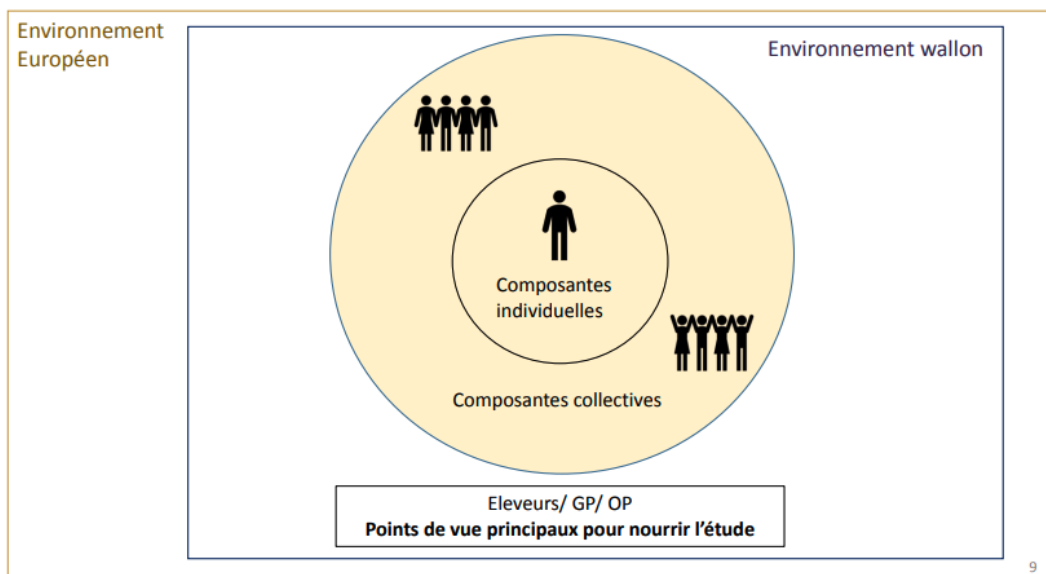 Environnement
Européen
Environnement wallon
Composantes
individuelles
Composantes collectives
Eleveurs/ GP/ OP
Points de vue principaux pour nourrir l'étude
9